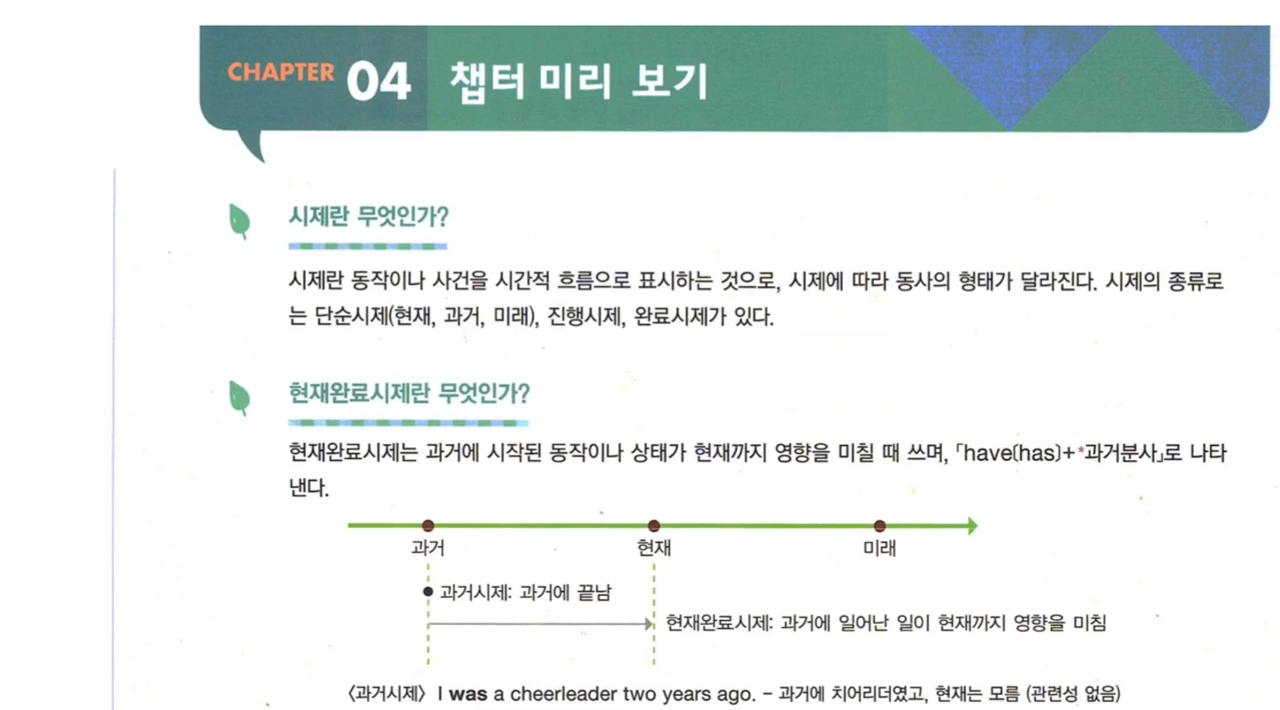 CHAPTER 04 챕터 미리 보기
시제란 무엇인가?
시제란 동작이나 사건을 시간적 흐름으로 표시하는 것으로, 시제에 따라 동사의 형태가 달라진다. 시제의 종류로
는 단순시제(현재, 과거, 미래), 진행시제, 완료시제가 있다.
현재완료시제란 무엇인가?
현재완료시제는 과거에 시작된 동작이나 상태가 현재까지 영향을 미칠 때 쓰며, 「have(has)+*과거분사」로 나타
낸다.
과거 현재 미래
과거시제: 과거에 끝남
현재완료시제: 과거에 일어난 일이 현재까지 영향을 미침
〈과거시제〉 I was a cheerleader two years ago. – 과거에 치어리더였고, 현재는 모름 (관련성 없음)